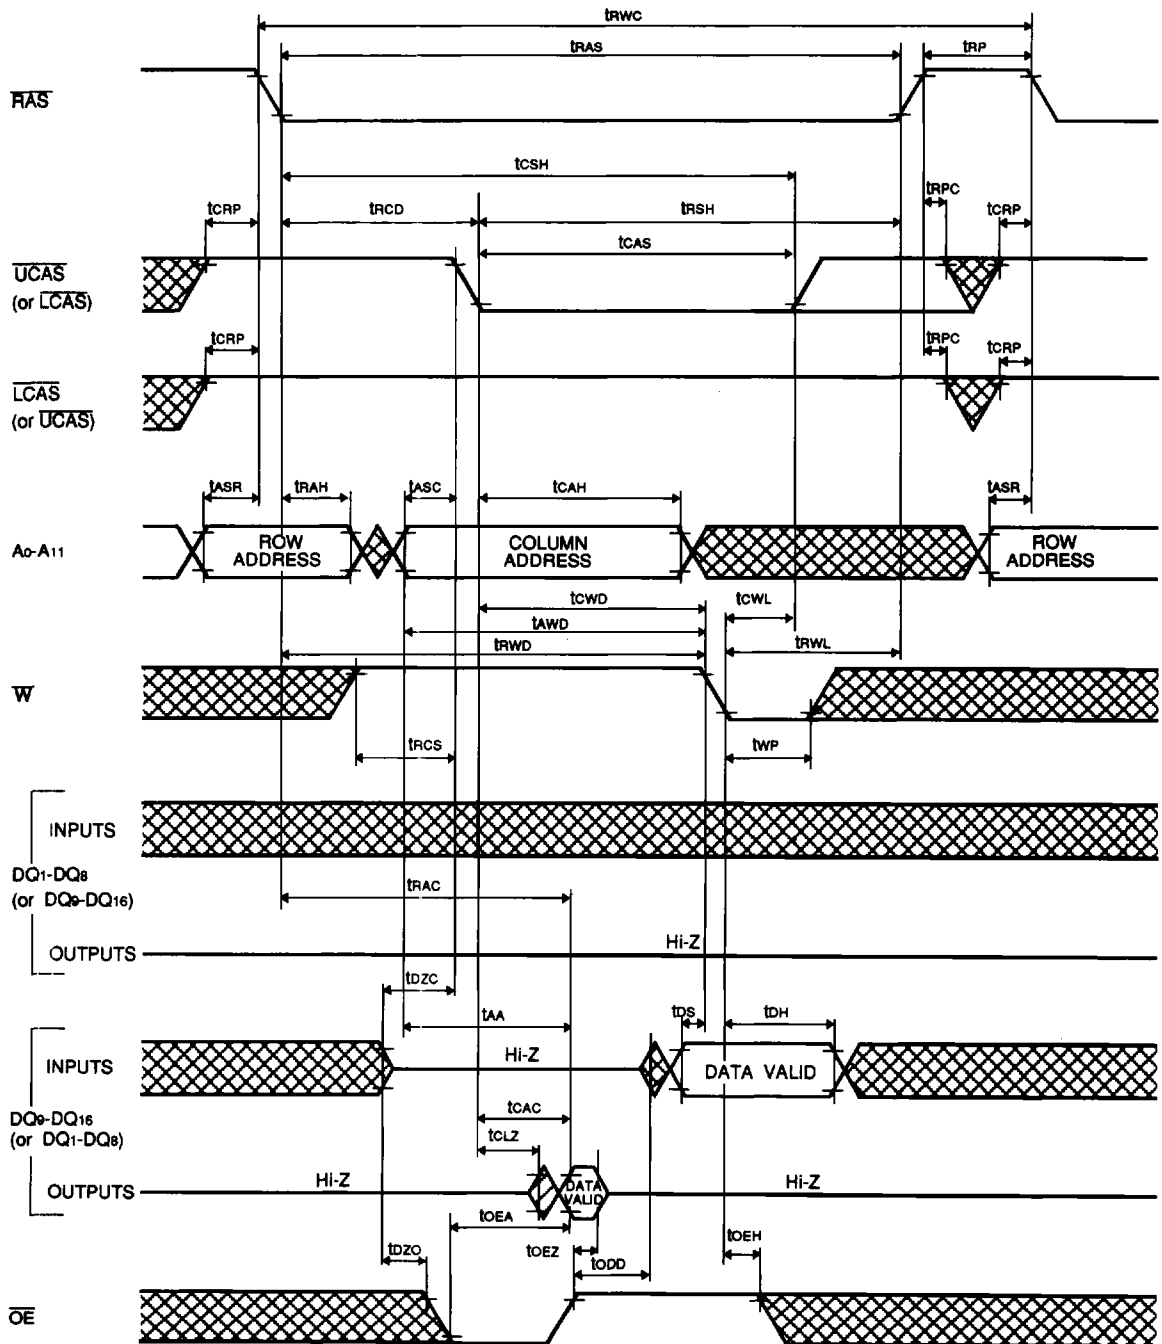 tRWC
tRAS
tRP
RAS
tCSH
tRPC
tCRP
tRCD
tRSH
tCRP
tCAS
UCAS
(or LCAS)
tCRP
tRPC
tCRP
LCAS
(or UCAS)
tASR
tRAH
tASC
tCAH
tASR
A0-A11
ROW
ADDRESS
COLUMN
ADDRESS
ROW
ADDRESS
tCWD
tCWL
tAWD
tRWD
tRWL
W
tRCS
tWP
INPUTS
DQ1-DQ8
(or DQ9-DQ16)
tRAC
OUTPUTS
Hi-Z
tDZC
tAA
tDS
tDH
INPUTS
Hi-Z
DATA VALID
DQ9-DQ16
(or DQ1-DQ8)
tCAC
tCLZ
OUTPUTS
Hi-Z
DATA
VALID
Hi-Z
tOEA
tDZO
tOEZ
tODD
tOEH
OE